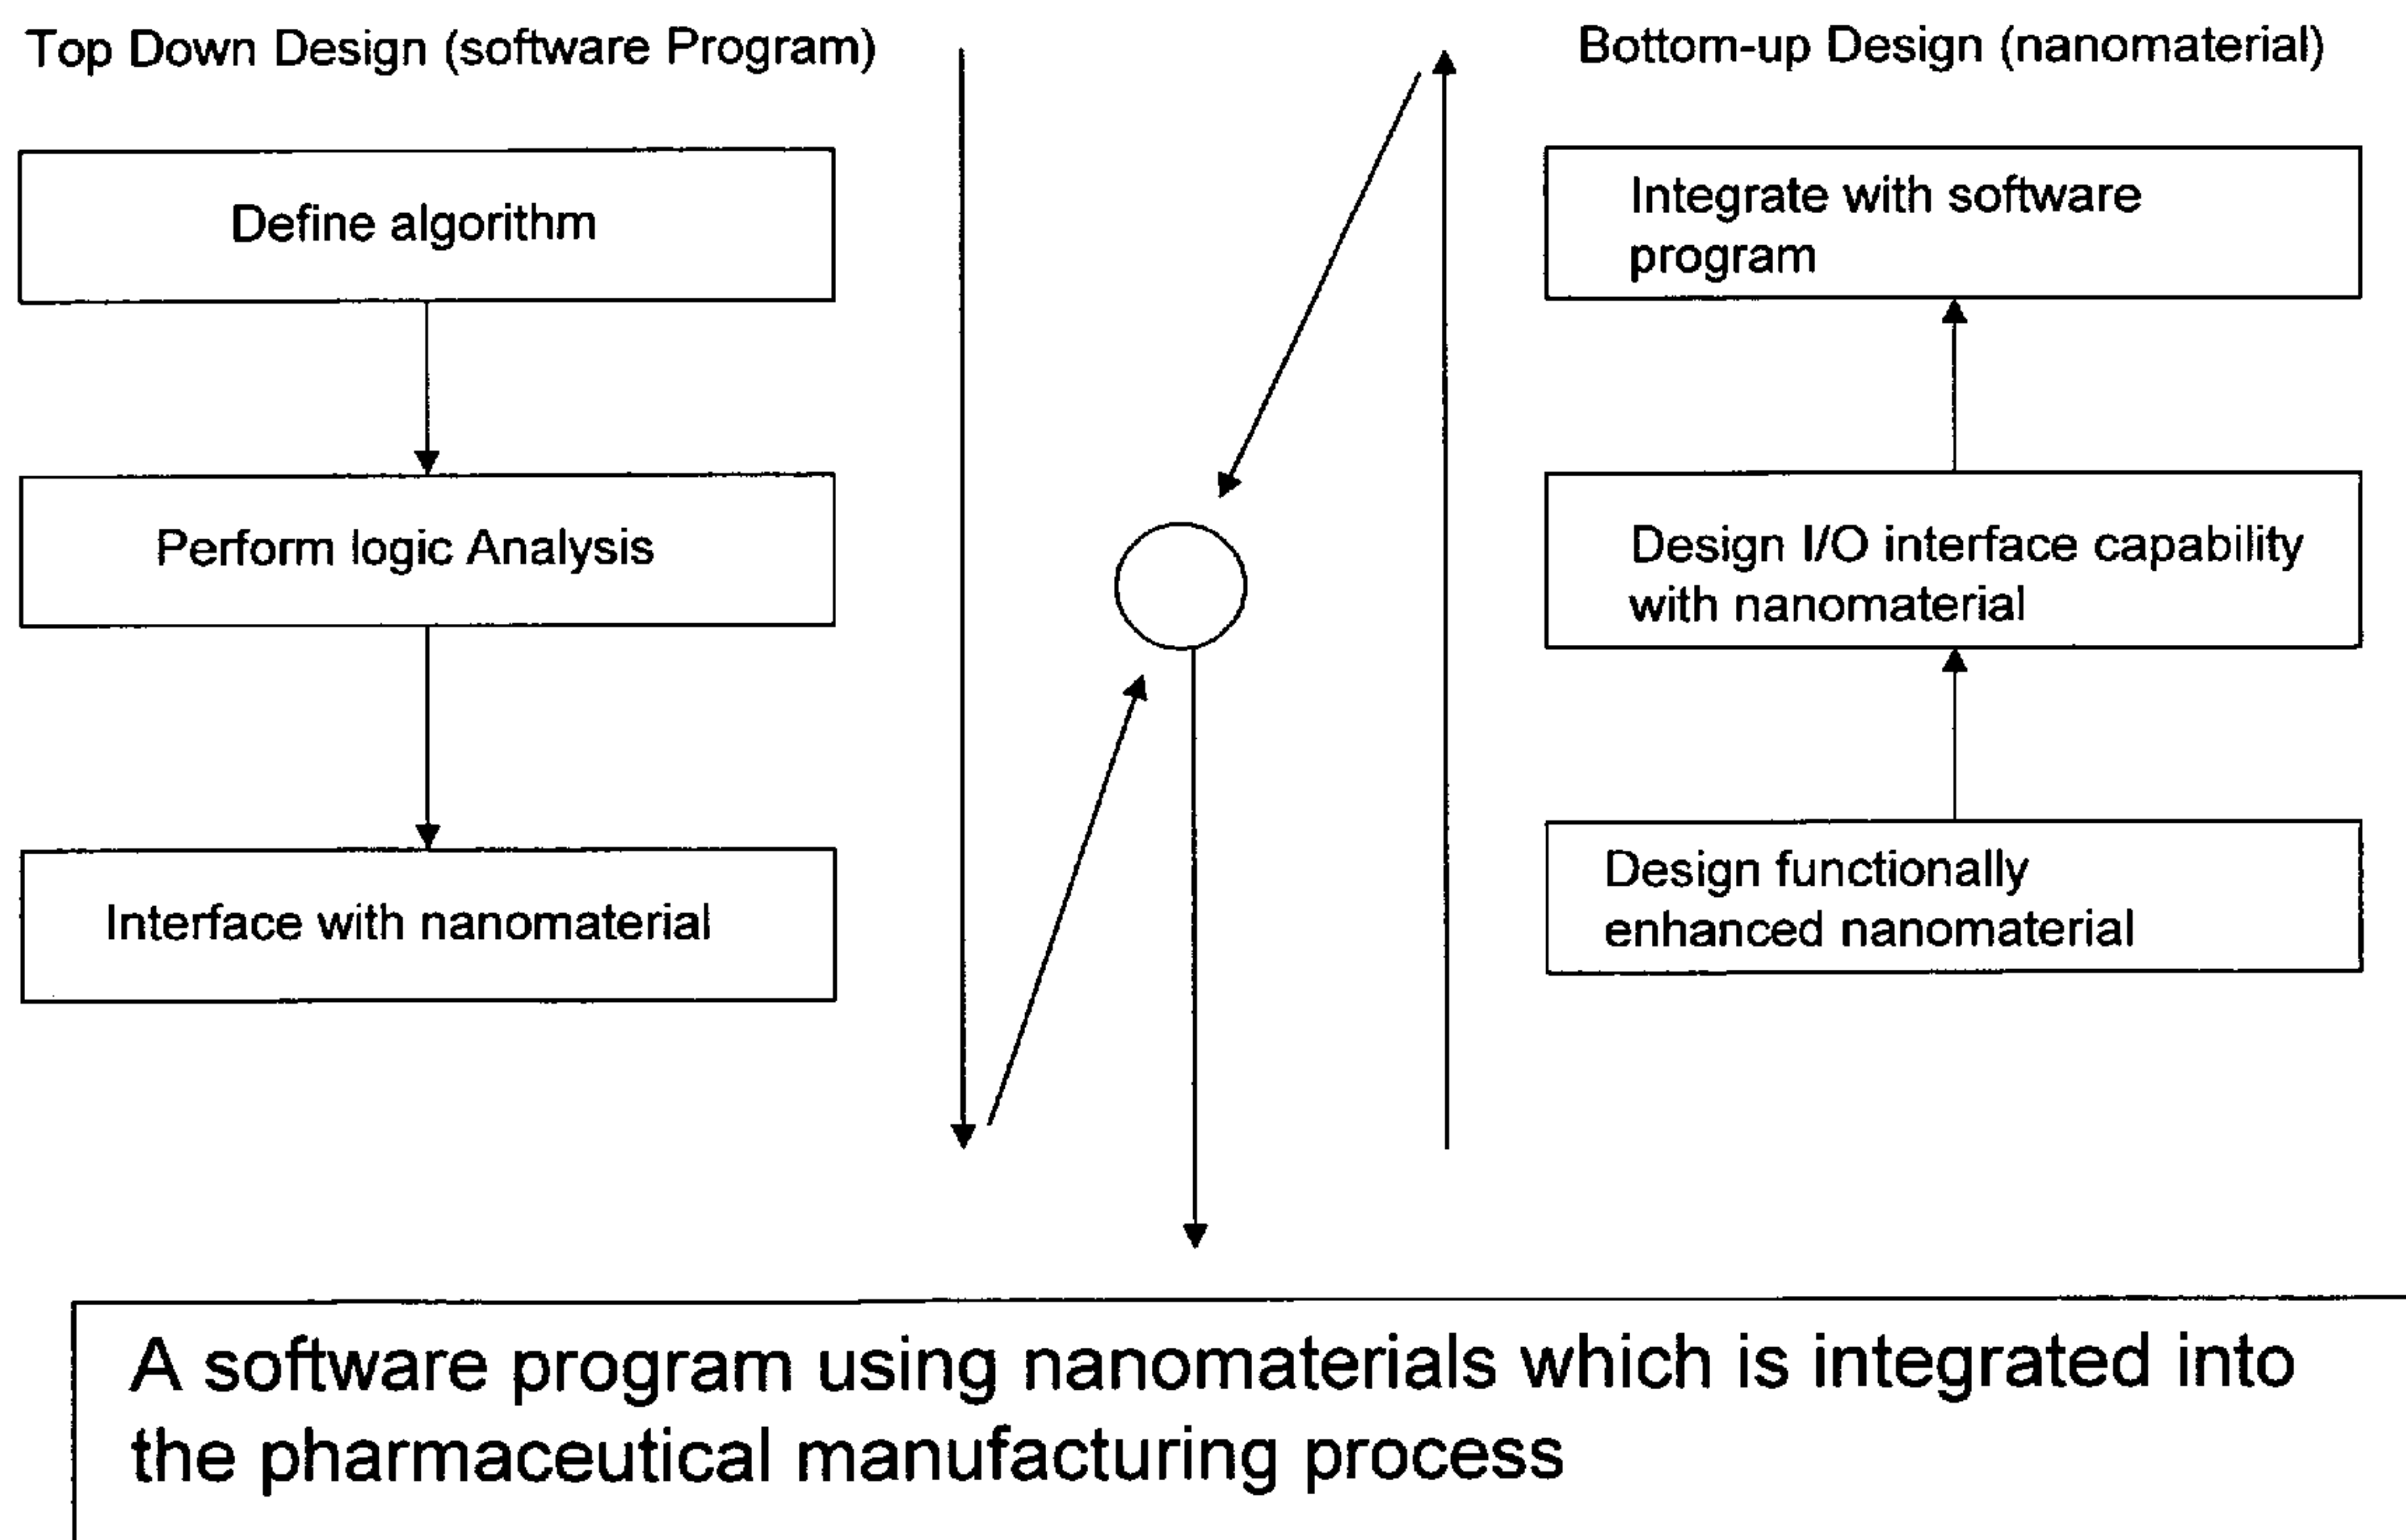 Top Down Design (software Program)
Define algorithm
Perform logic Analysis
Interface with nanomaterial
Bottom-up Design (nanomaterial)
Integrate with software
program
Design I/O interface capability
with nanomaterial
Design functionally
enhanced nanomaterial
A software program using nanomaterials which is integrated into
the pharmaceutical manufacturing process